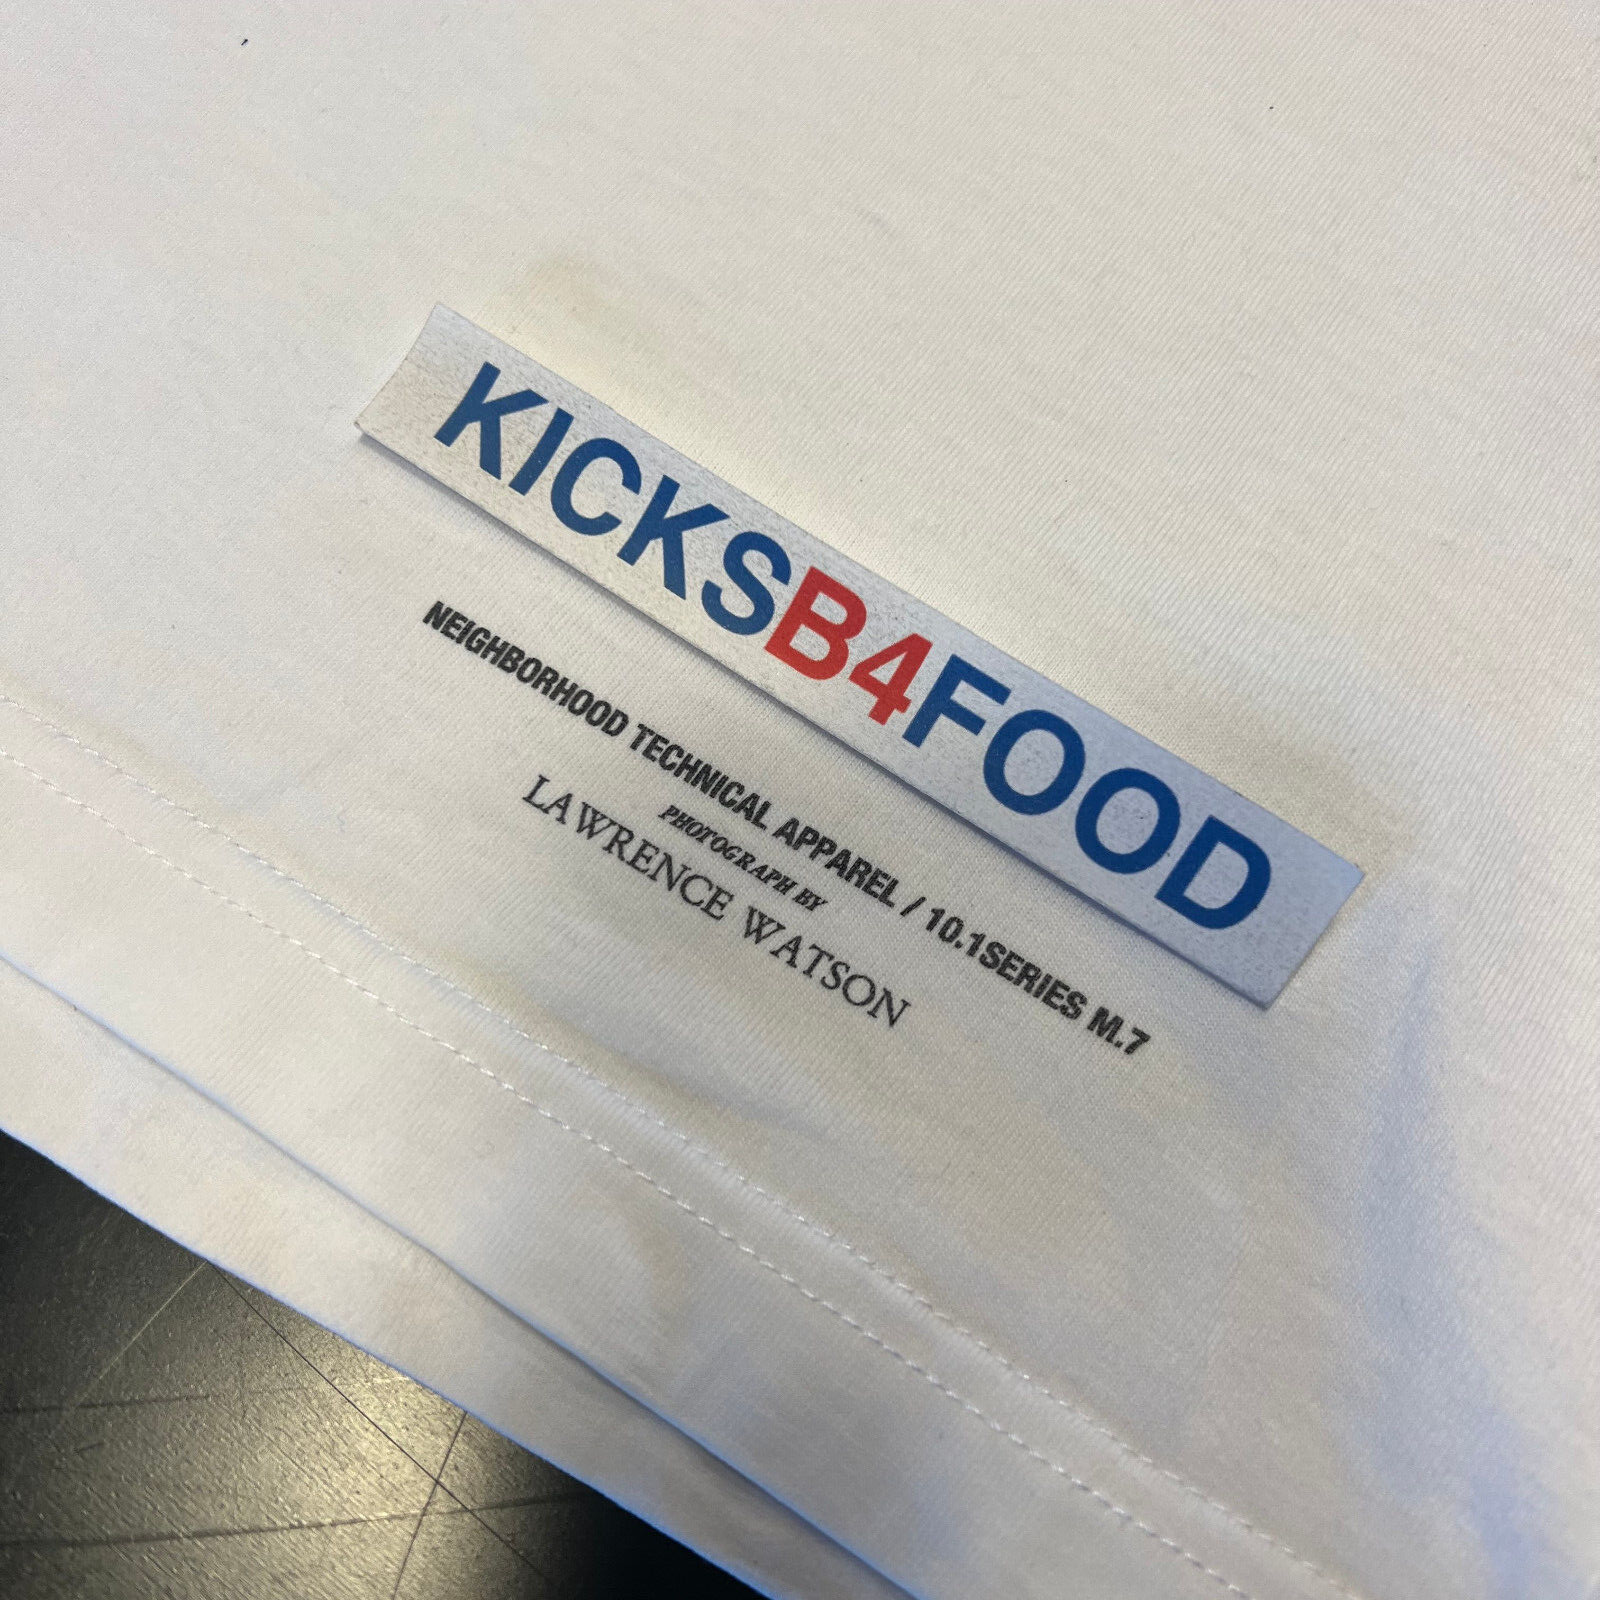 KICKSB4FOOD
NEIGHBORHOOD TECHNICAL APPAREL / 10.1SERIES M.7
PHOTOGRAPH BY
LAWRENCE WATSON